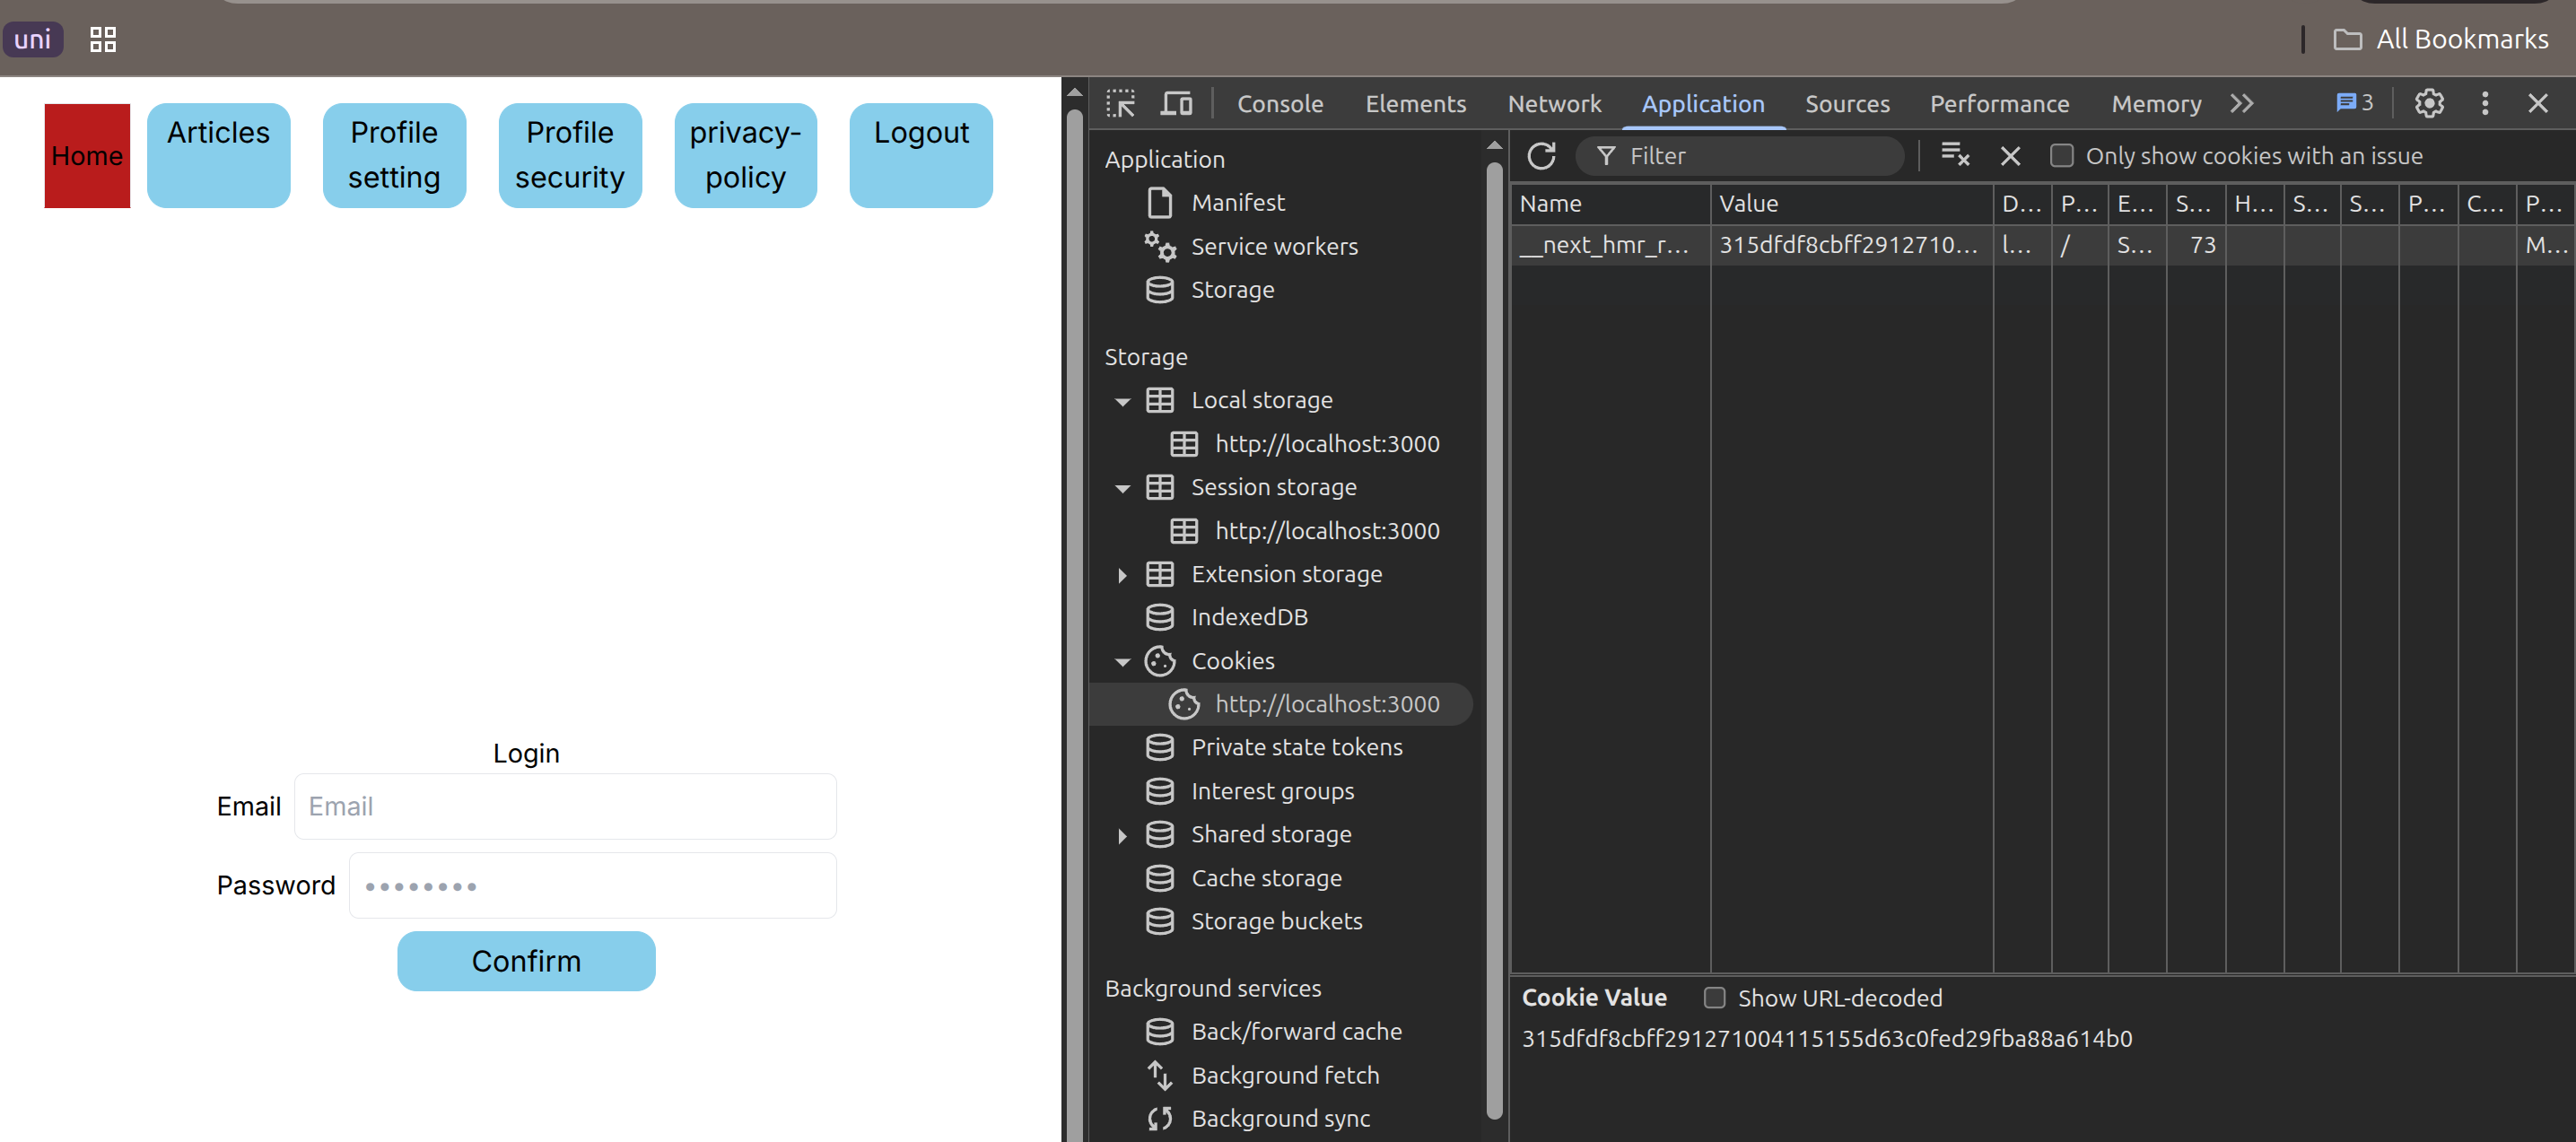 uni
All Bookmarks
Home
Articles
Profile setting
Profile security
privacy-policy
Logout
Login
Email
Email
Password
Confirm
Console
Elements
Network
Application
Sources
Performance
Memory
3
Application
Manifest
Service workers
Storage
Storage
Local storage
http://localhost:3000
Session storage
http://localhost:3000
Extension storage
IndexedDB
Cookies
http://localhost:3000
Private state tokens
Interest groups
Shared storage
Cache storage
Storage buckets
Background services
Back/forward cache
Background fetch
Background sync
Filter
Only show cookies with an issue
Name Value D... P... E... S... H... S... S... P... C... P...
__next_hmr_r... 315dfdf8cbff2912710... l... / S... 73 M...
Cookie Value Show URL-decoded
315dfdf8cbff291271004115155d63c0fed29fba88a614b0